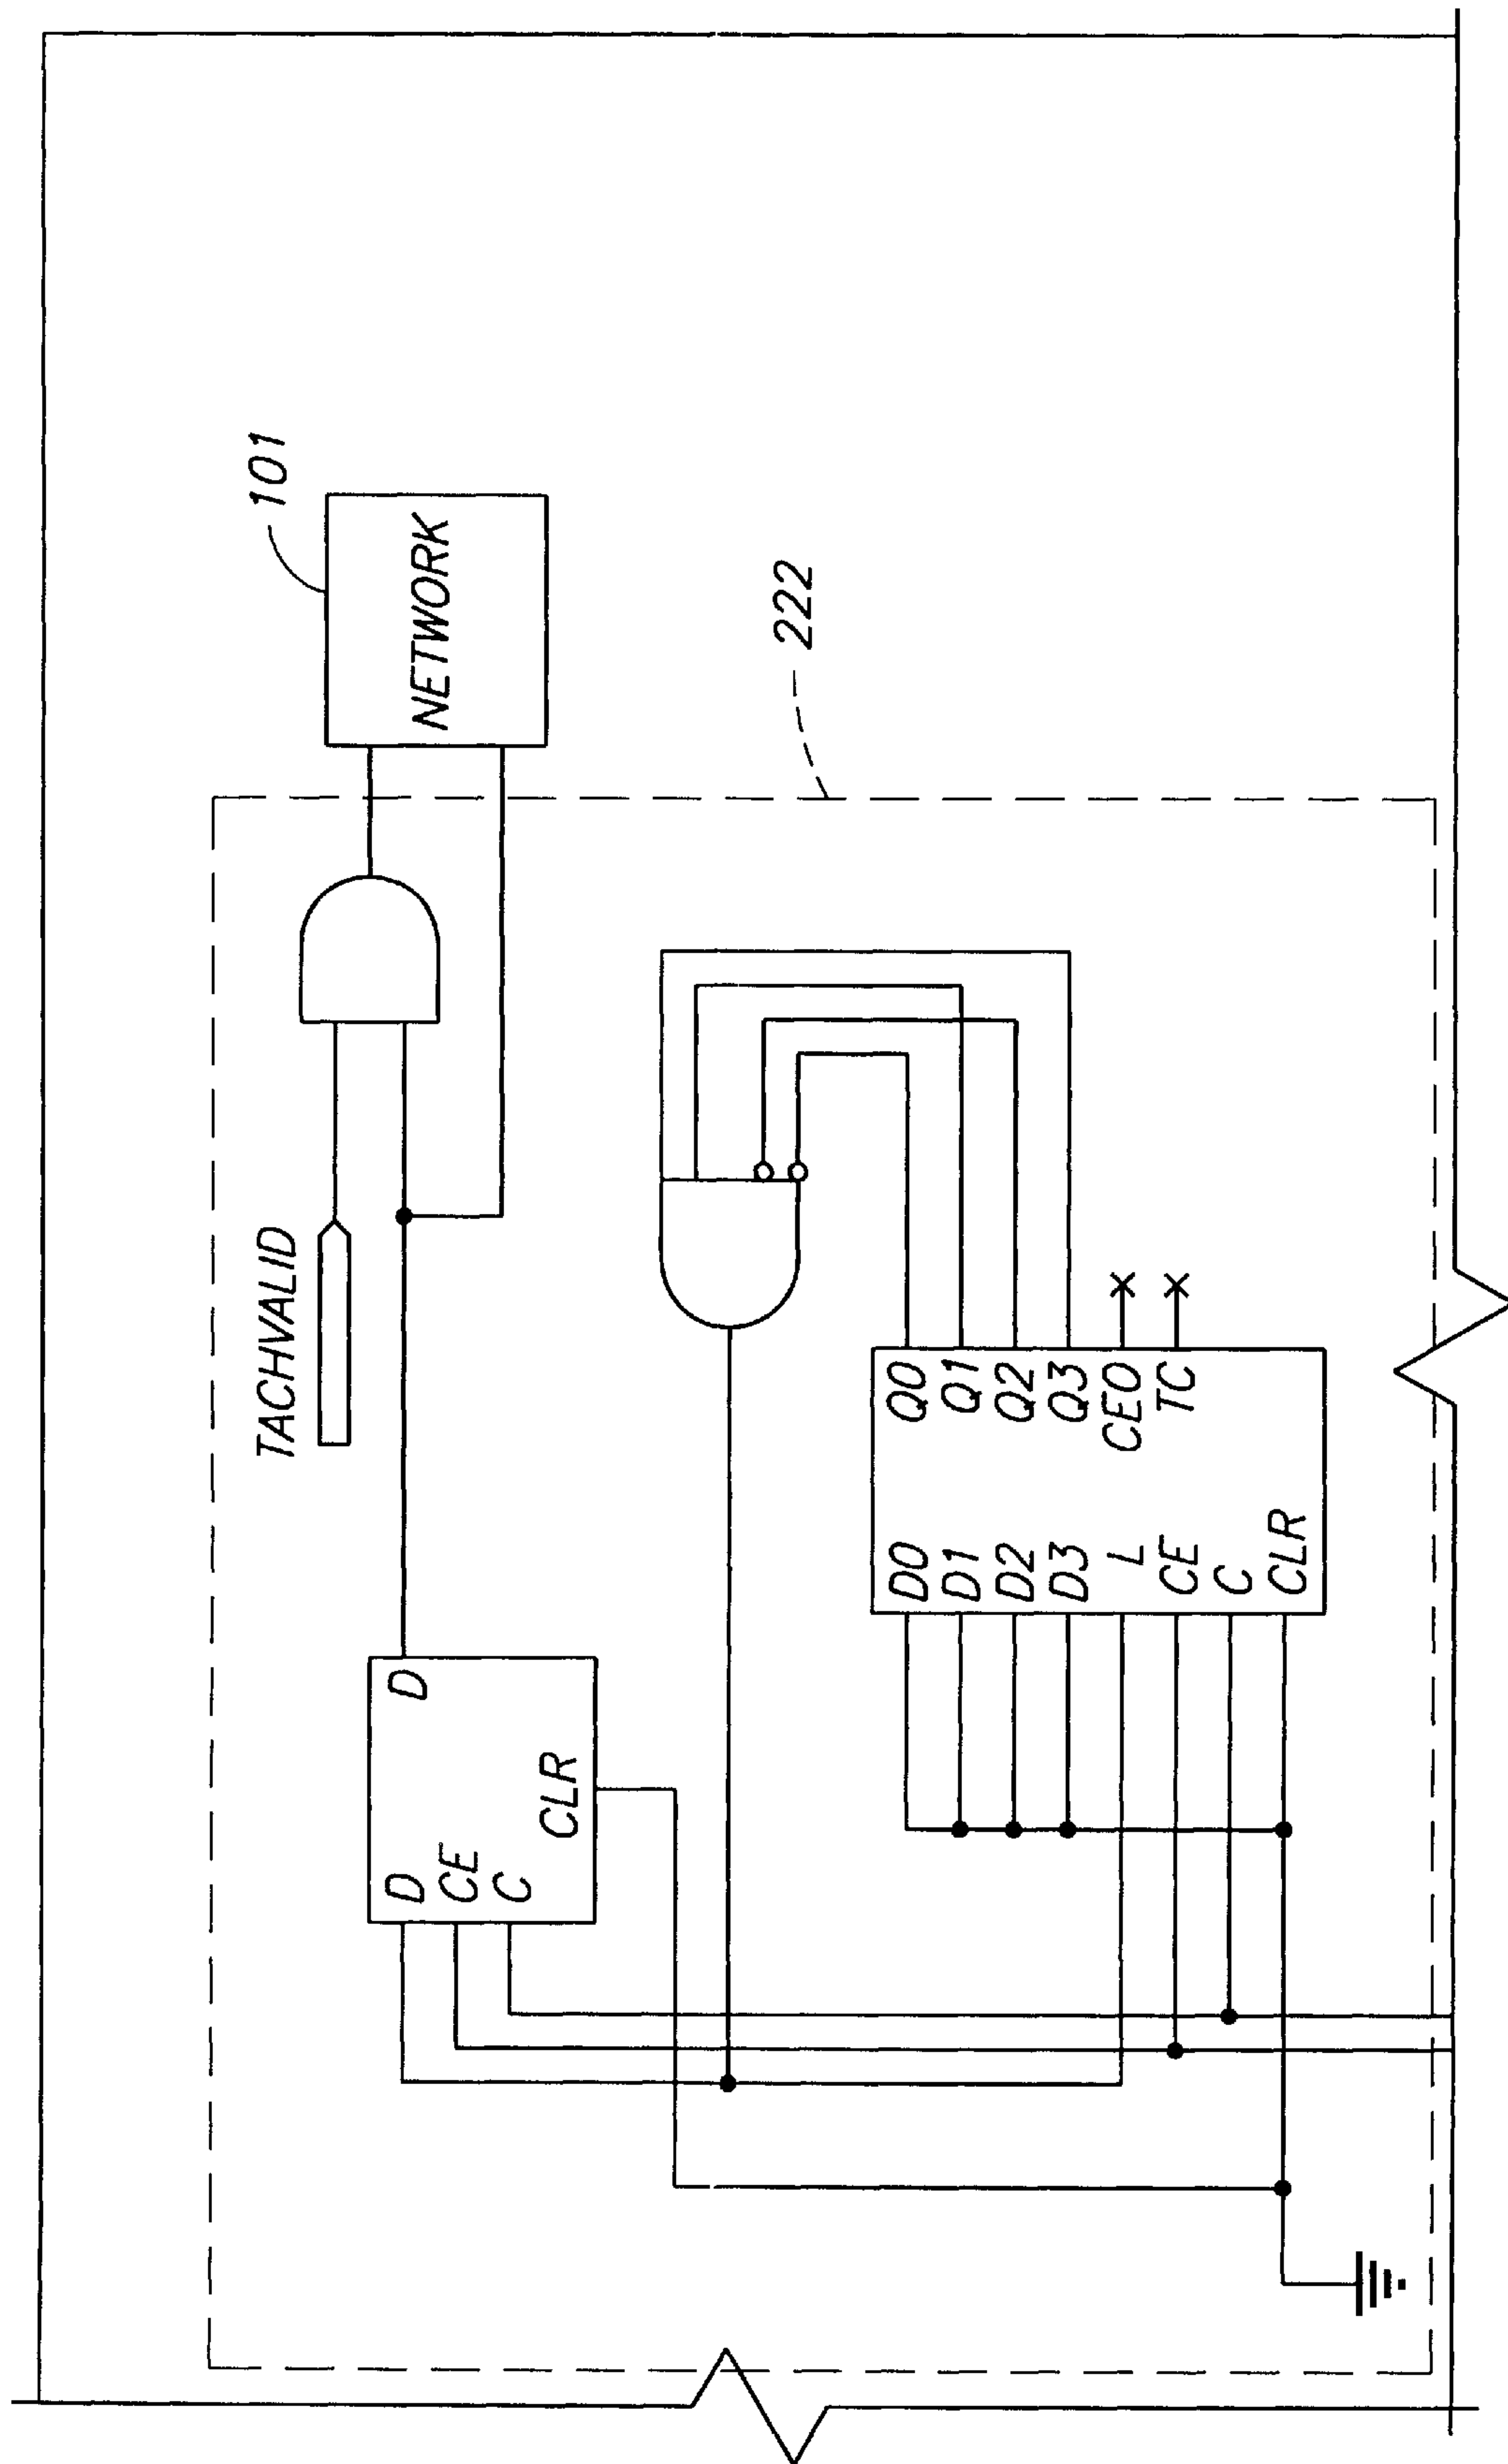 TACHVALID
101
NETWORK
222
D
CE
C
D
CLR
D0
D1
D2
D3
L
CE
C
CLR
Q0
Q1
Q2
Q3
CEO
TC